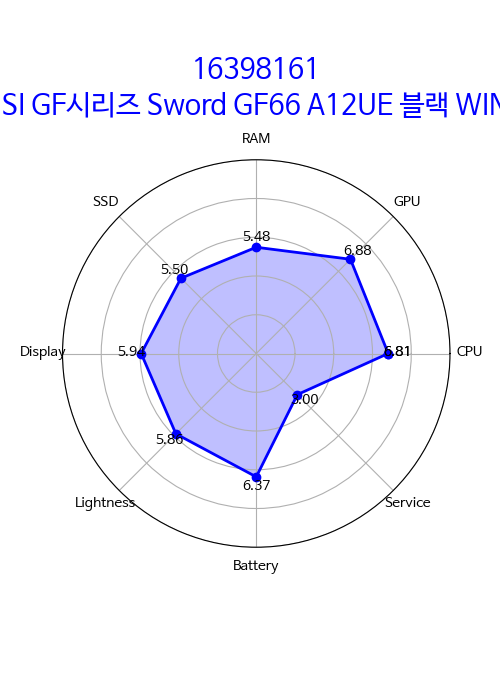 16398161
SI GF시리즈 Sword GF66 A12UE 블랙 WIN
RAM
SSD
GPU
5.48
6.88
5.50
Display
5.94
6.81
CPU
3.00
5.86
6.37
Lightness
Service
Battery